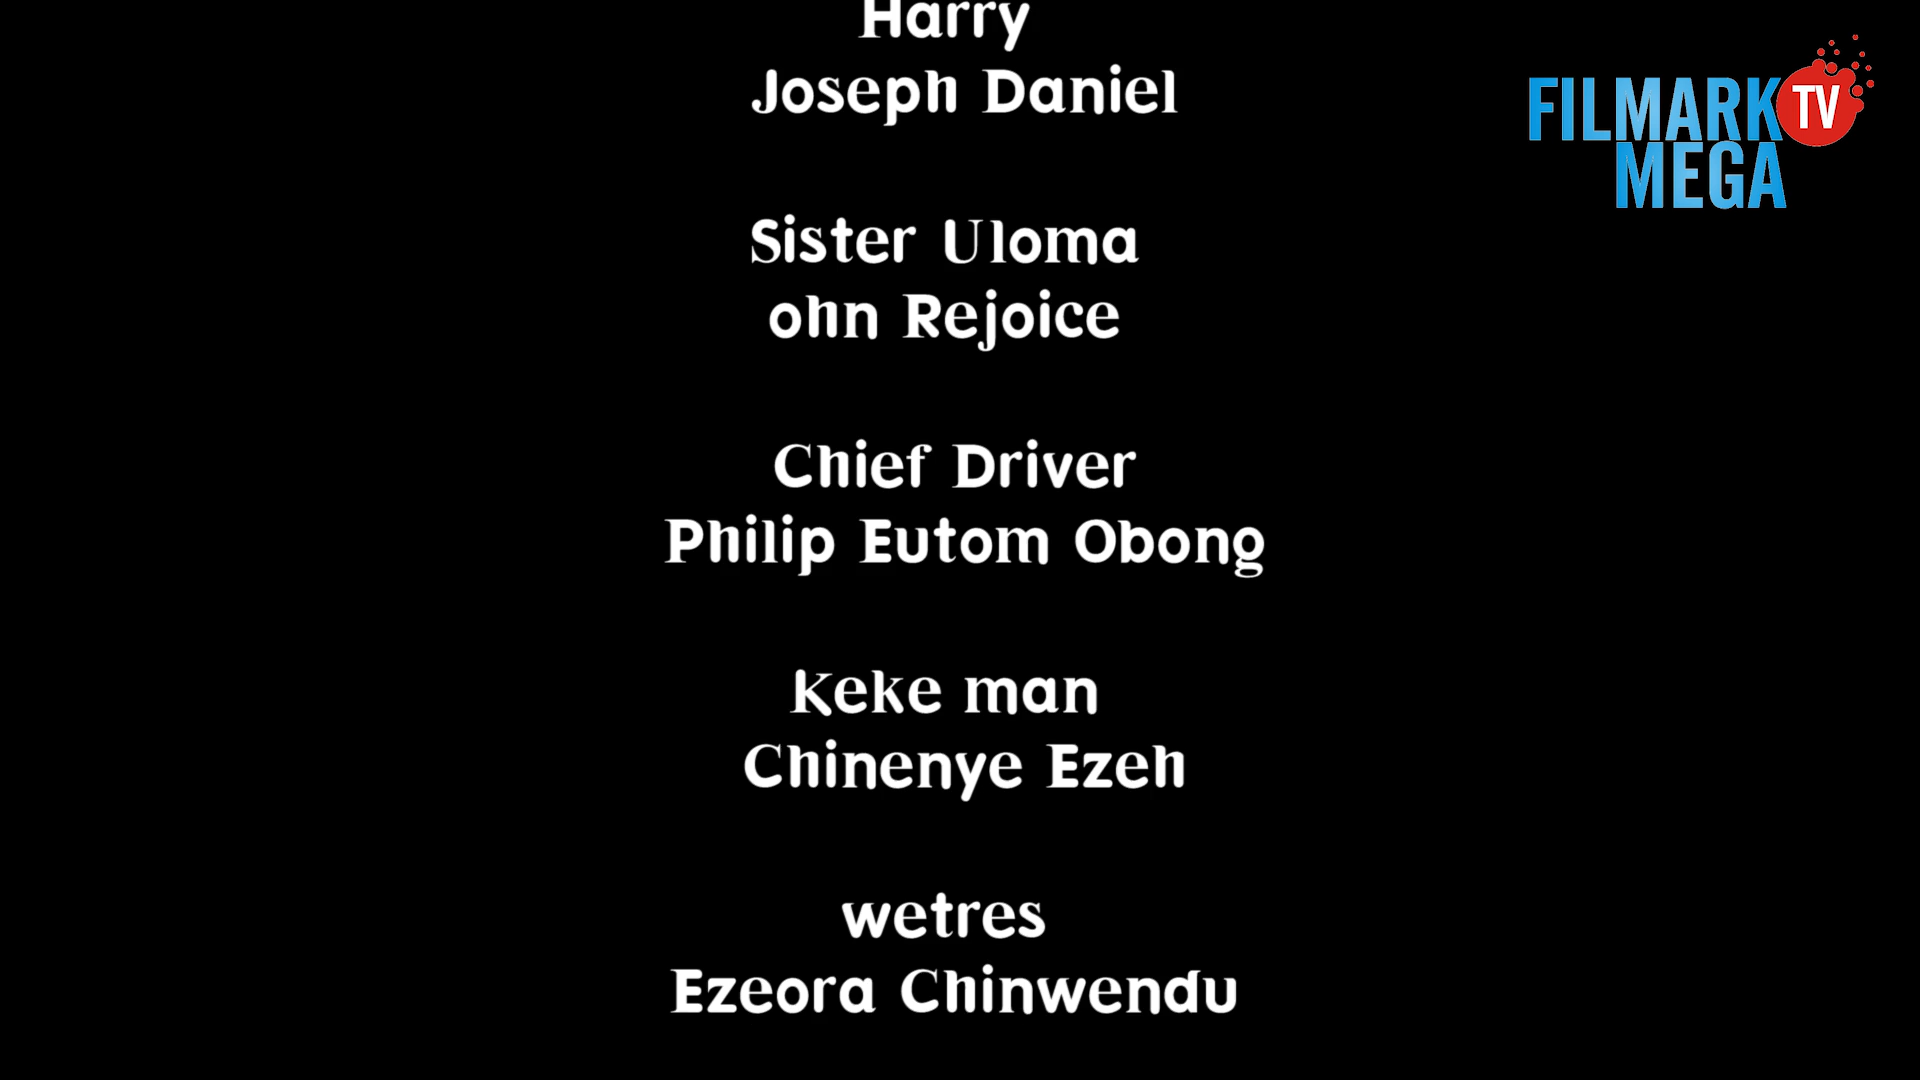 Harry
Joseph Daniel
Sister Uloma
ohn Rejoice
Chief Driver
Philip Eutom Obong
Keke man
Chinenye Ezeh
wetres
Ezeora Chinwendu
FILMARK TV
MEGA